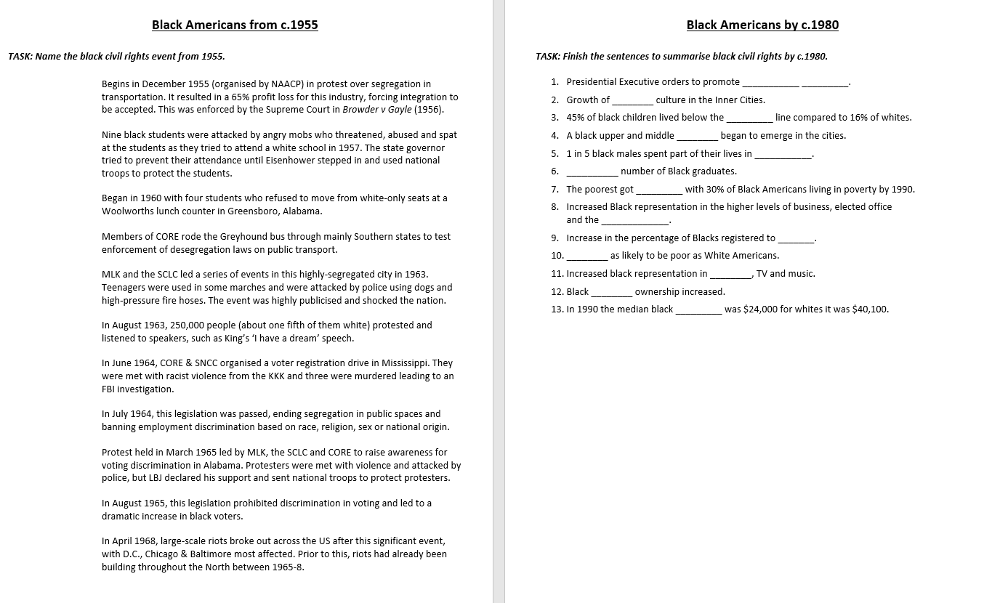 Black Americans from c.1955
TASK: Name the black civil rights event from 1955.
Begins in December 1955 (organised by NAACP) in protest over segregation in
transportation. It resulted in a 65% profit loss for this industry, forcing integration to
be accepted. This was enforced by the Supreme Court in Browder v Gayle (1956).
Nine black students were attacked by angry mobs who threatened, abused and spat
at the students as they tried to attend a white school in 1957. The state governor
tried to prevent their attendance until Eisenhower stepped in and used national
troops to protect the students.
Began in 1960 with four students who refused to move from white-only seats at a
Woolworths lunch counter in Greensboro, Alabama.
Members of CORE rode the Greyhound bus through mainly Southern states to test
enforcement of desegregation laws on public transport.
MLK and the SCLC led a series of events in this highly-segregated city in 1963.
Teenagers were used in some marches and were attacked by police using dogs and
high-pressure fire hoses. The event was highly publicised and shocked the nation.
In August 1963, 250,000 people (about one fifth of them white) protested and
listened to speakers, such as King’s ‘I have a dream’ speech.
In June 1964, CORE & SNCC organised a voter registration drive in Mississippi. They
were met with racist violence from the KKK and three were murdered leading to an
FBI investigation.
In July 1964, this legislation was passed, ending segregation in public spaces and
banning employment discrimination based on race, religion, sex or national origin.
Protest held in March 1965 led by MLK, the SCLC and CORE to raise awareness for
voting discrimination in Alabama. Protesters were met with violence and attacked by
police, but LBJ declared his support and sent national troops to protect protesters.
In August 1965, this legislation prohibited discrimination in voting and led to a
dramatic increase in black voters.
In April 1968, large-scale riots broke out across the US after this significant event,
with D.C., Chicago & Baltimore most affected. Prior to this, riots had already been
building throughout the North between 1965-8.
Black Americans by c.1980
TASK: Finish the sentences to summarise black civil rights by c.1980.
1. Presidential Executive orders to promote ___________ _________.
2. Growth of ________ culture in the Inner Cities.
3. 45% of black children lived below the _________ line compared to 16% of whites.
4. A black upper and middle ________ began to emerge in the cities.
5. 1 in 5 black males spent part of their lives in ___________.
6. __________ number of Black graduates.
7. The poorest got _________ with 30% of Black Americans living in poverty by 1990.
8. Increased Black representation in the higher levels of business, elected office
and the _____________.
9. Increase in the percentage of Blacks registered to _______.
10. ________ as likely to be poor as White Americans.
11. Increased black representation in ________, TV and music.
12. Black ________ ownership increased.
13. In 1990 the median black _________ was $24,000 for whites it was $40,100.